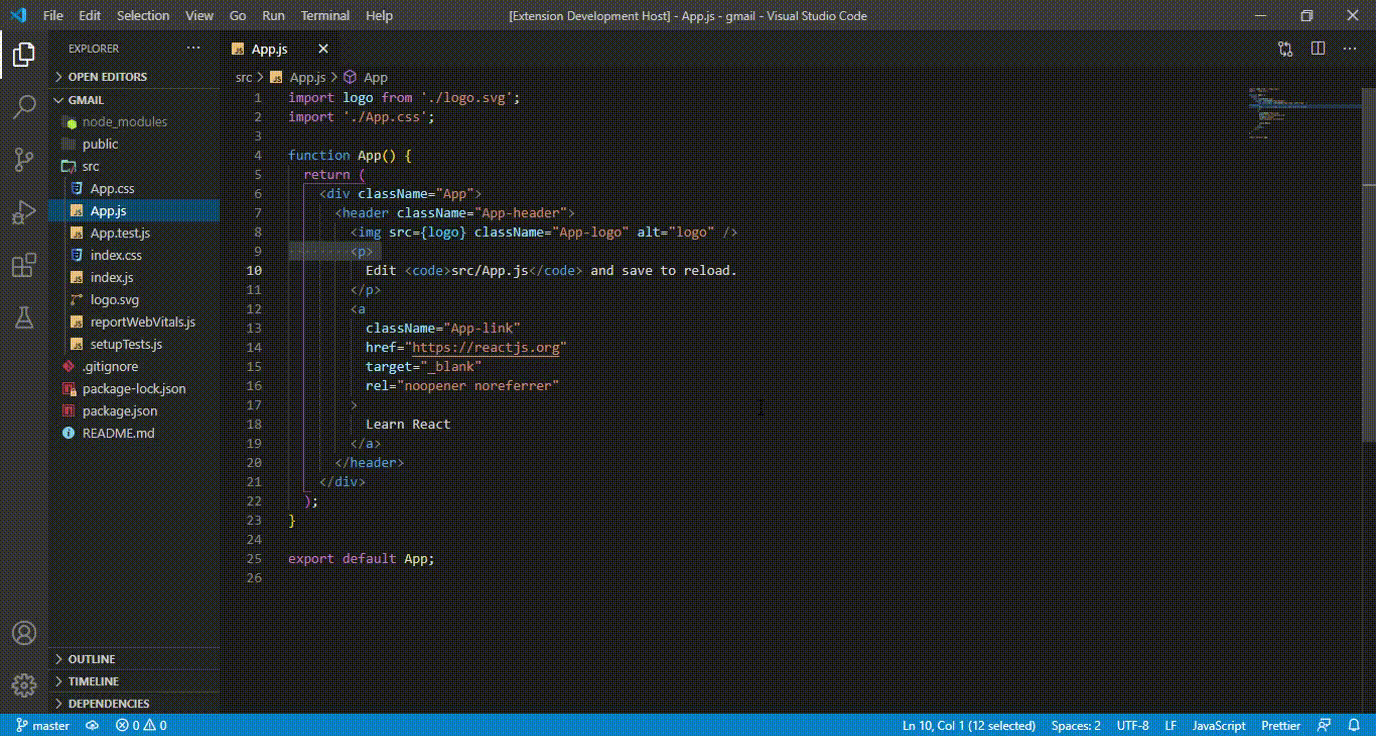 File Edit Selection View Go Run Terminal Help [Extension Development Host] - App.js - gmail - Visual Studio Code
EXPLORER
OPEN EDITORS
GMAIL
node_modules
public
src
App.css
App.js
App.test.js
index.css
index.js
logo.svg
reportWebVitals.js
setupTests.js
.gitignore
package-lock.json
package.json
README.md
OUTLINE
TIMELINE
DEPENDENCIES
JS App.js
src > JS App.js > App
1 import logo from './logo.svg';
2 import './App.css';
3
4 function App() {
5 return (
6 <div className="App">
7 <header className="App-header">
8 <img src={logo} className="App-logo" alt="logo" />
9 <p>
10 Edit <code>src/App.js</code> and save to reload.
11 </p>
12 <a
13 className="App-link"
14 href="https://reactjs.org"
15 target="_blank"
16 rel="noopener noreferrer"
17 >
18 Learn React
19 </a>
20 </header>
21 </div>
22 );
23 }
24
25 export default App;
26
master 0 0 Ln 10, Col 1 (12 selected) Spaces: 2 UTF-8 LF JavaScript Prettier